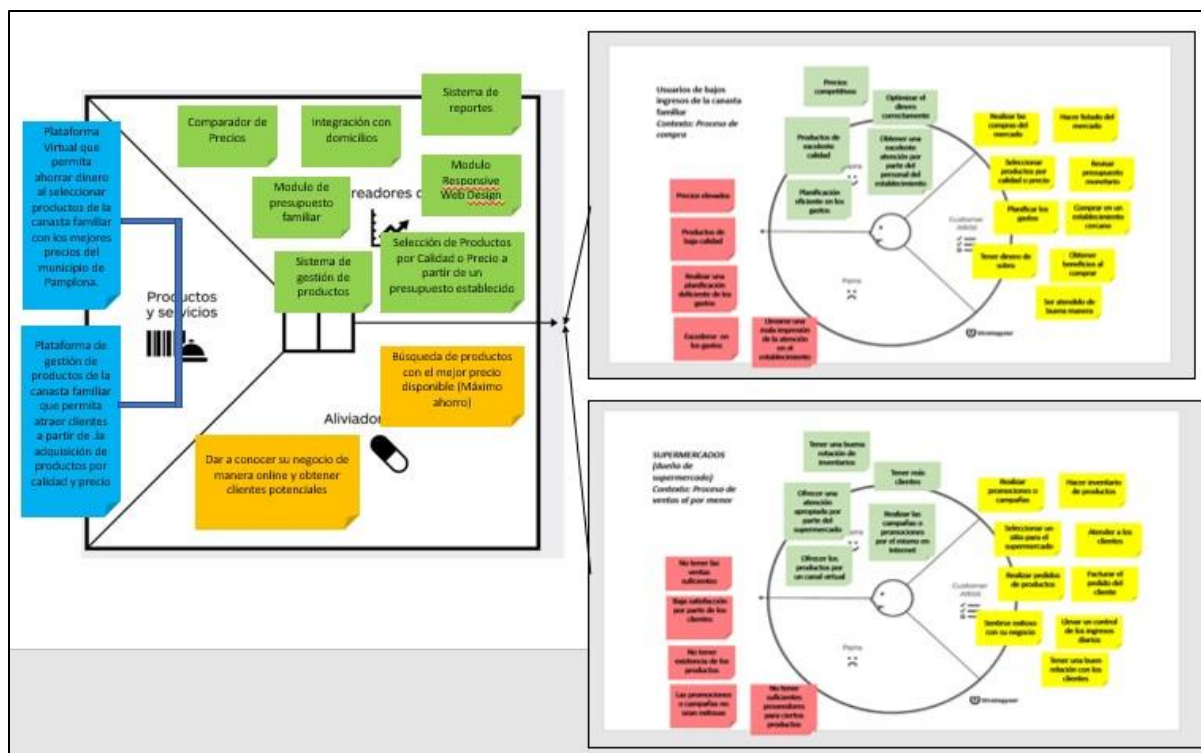 Plataforma
Virtual que
permita
ahorrar dinero
al seleccionar
productos de
la canasta
familiar con
los mejores
precios del
municipio de
Pamplona.
Plataforma de
gestión de
productos de la
canasta familiar
que permita
atraer clientes
a partir de .la
adquisición de
productos por
calidad y precio
Productos
y servicios
Comparador de
Precios
Integración con
domicilios
Sistema de
reportes
Modulo de
presupuesto
familiar
Modulo
Responsive
Web Design
readores d
Sistema de
gestión de
productos
Selección de Productos
por Calidad o Precio a
partir de un
presupuesto establecido
Búsqueda de productos
con el mejor precio
disponible (Máximo
ahorro)
Aliviador
Dar a conocer su negocio de
manera online y obtener
clientes potenciales
Usuarios de bajos
ingresos de la canasta
familiar
Contexto: Proceso de
compra
Precios
competitivos
Optimizar el
dinero
correctamente
Productos de
excelente
calidad
Obtener una
excelente
atención por
parte del
personal del
establecimiento
Planificación
eficiente en los
gastos
Precios elevados
Productos de
baja calidad
Realizar una
planificación
deficiente de los
gastos
Excederse en
los gastos
Llevarse una
mala impresión
de la atención
en el
establecimiento
Pains
Realizar las
compras del
mercado
Hacer listado del
mercado
Seleccionar
productos por
calidad o precio
Revisar
presupuesto
monetario
Planificar los
gastos
Comprar en un
establecimiento
cercano
Customer
Jobs
Tener dinero de
sobra
Obtener
beneficios al
comprar
Ser atendido de
buena manera
Strategyzer
SUPERMERCADOS
(dueño de
supermercado)
Contexto: Proceso de
ventas al por menor
Tener una buena
rotación de
inventarios
Tener más
clientes
Ofrecer una
atención
apropiada por
parte del
supermercado
Realizar las
campañas o
promociones
por el mismo en
internet
Ofrecer los
productos por
un canal virtual
No tener las
ventas
suficientes
Baja satisfacción
por parte de los
clientes
No tener
existencia de los
productos
Las promociones
o campañas no
sean exitosas
No tener
suficientes
proveedores
para ciertos
productos
Pains
Realizar
promociones o
campañas
Hacer inventario
de productos
Seleccionar un
sitio para el
supermercado
Atender a los
clientes
Realizar pedidos
de productos
Facturar el
pedido del
cliente
Customer
Jobs
Sentirse exitoso
con su negocio
Llevar un control
de los ingresos
diarios
Tener una buen
relación con los
clientes
Strategyzer